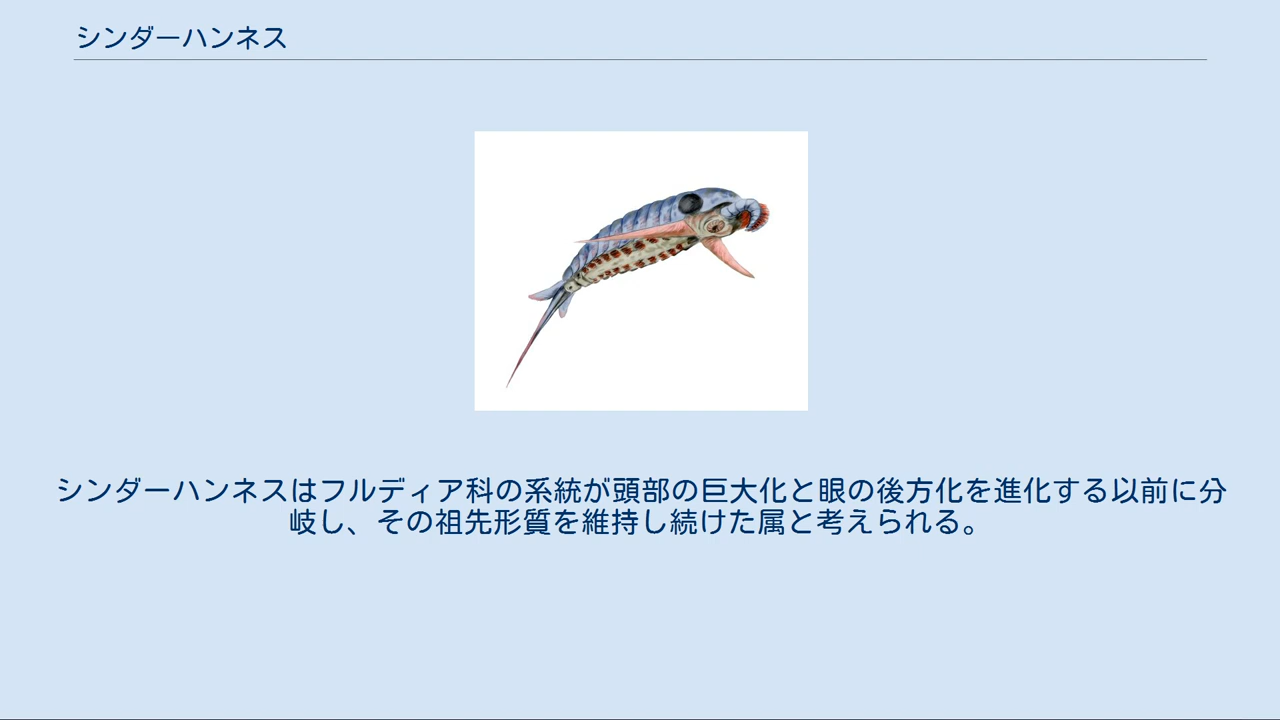 シンダーハンネス
シンダーハンネスはフルディア科の系統が頭部の巨大化と眼の後方化を進化する以前に分
岐し、その祖先形質を維持し続けた属と考えられる。